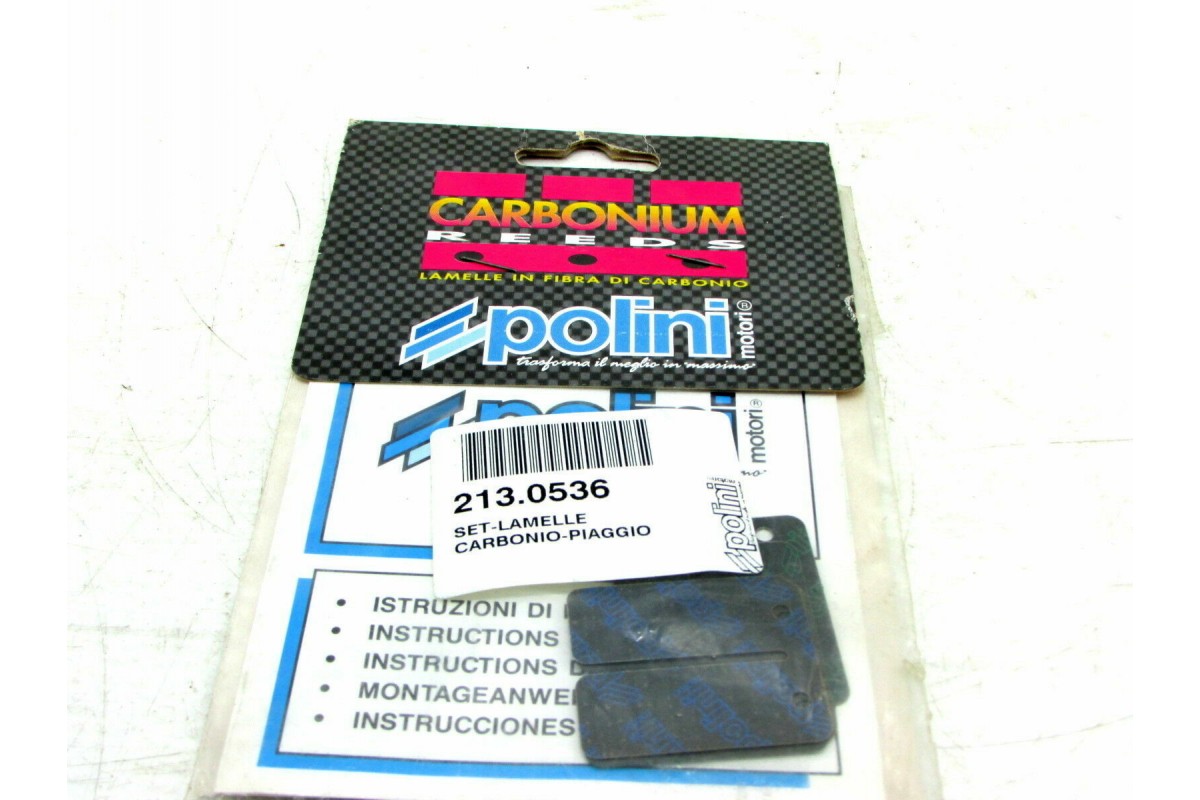 CARBONIUM
REEDS
LAMELLE IN FIBRA DI CARBONIO
polini
motori®
trasforma il meglio in massimo
polini
motori®
213.0536
SET-LAMELLE
CARBONIO-PIAGGIO
polini
• ISTRUZIONI DI
• INSTRUCTIONS
• INSTRUCTIONS D
• MONTAGEANWE
• INSTRUCCIONES